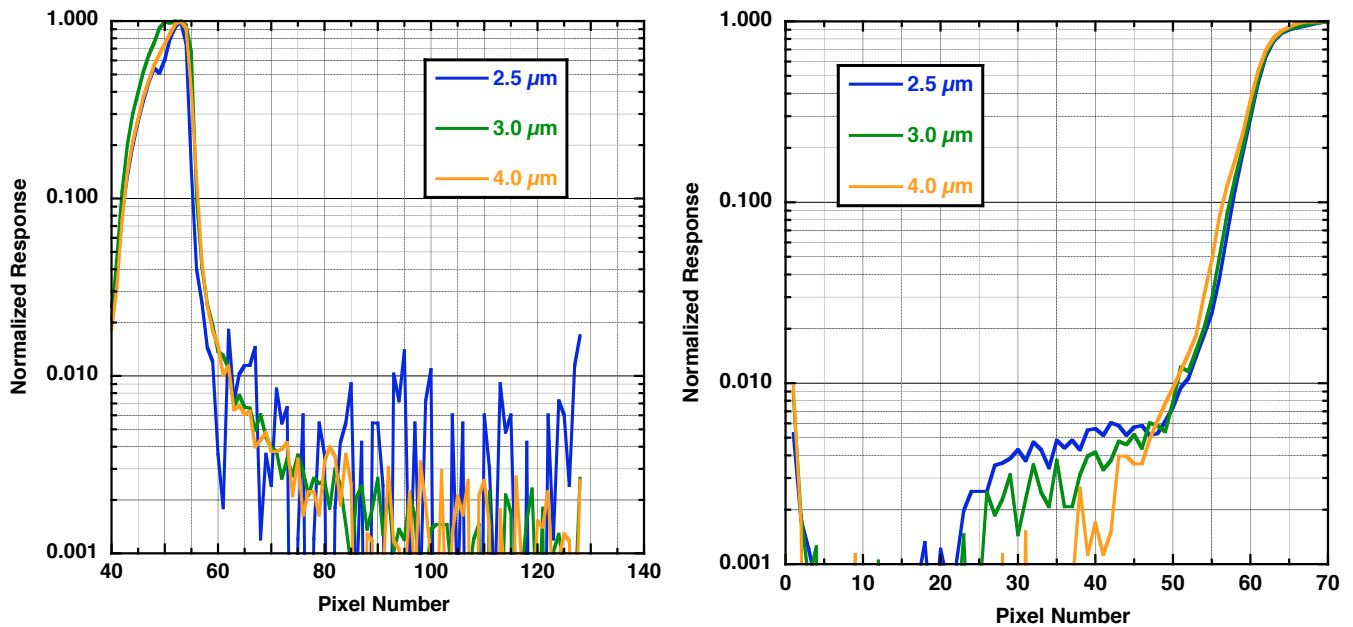 1.000
0.100
0.010
0.001
Normalized Response
2.5 µm
3.0 µm
4.0 µm
40 60 80 100 120 140
Pixel Number
1.000
0.100
0.010
0.001
Normalized Response
2.5 µm
3.0 µm
4.0 µm
0 10 20 30 40 50 60 70
Pixel Number